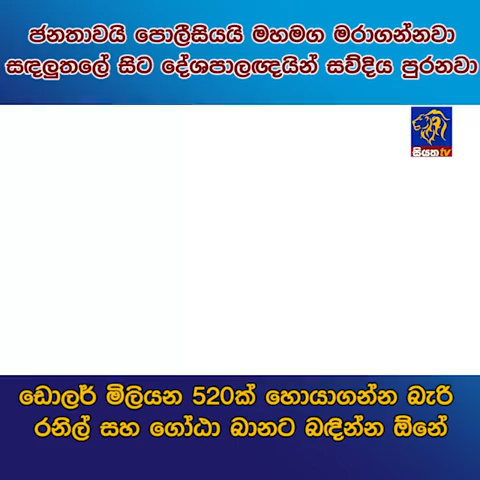 ජනතාවයි පොලීසියයි මහමග මරාගන්නවා
සඳලුතලේ සිට දේශපාලඥයින් සව්දිය පුරනවා
සියත tv
ඩොලර් මිලියන 520ක් හොයාගන්න බැරි
රනිල් සහ ගෝඨා බානට බඳින්න ඕනේ